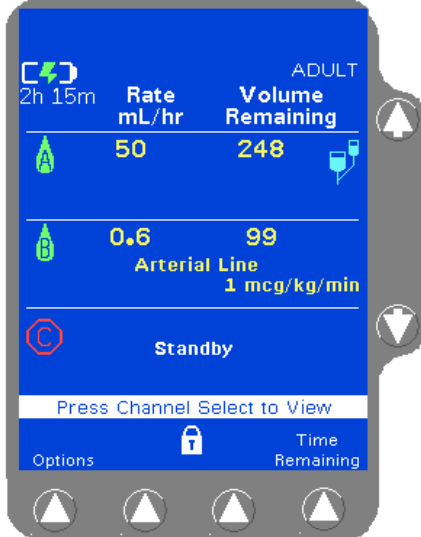 ADULT
2h 15m Rate Volume
mL/hr Remaining
A 50 248
B 0.6 99
Arterial Line
1 mcg/kg/min
C Standby
Press Channel Select to View
Options Time
Remaining